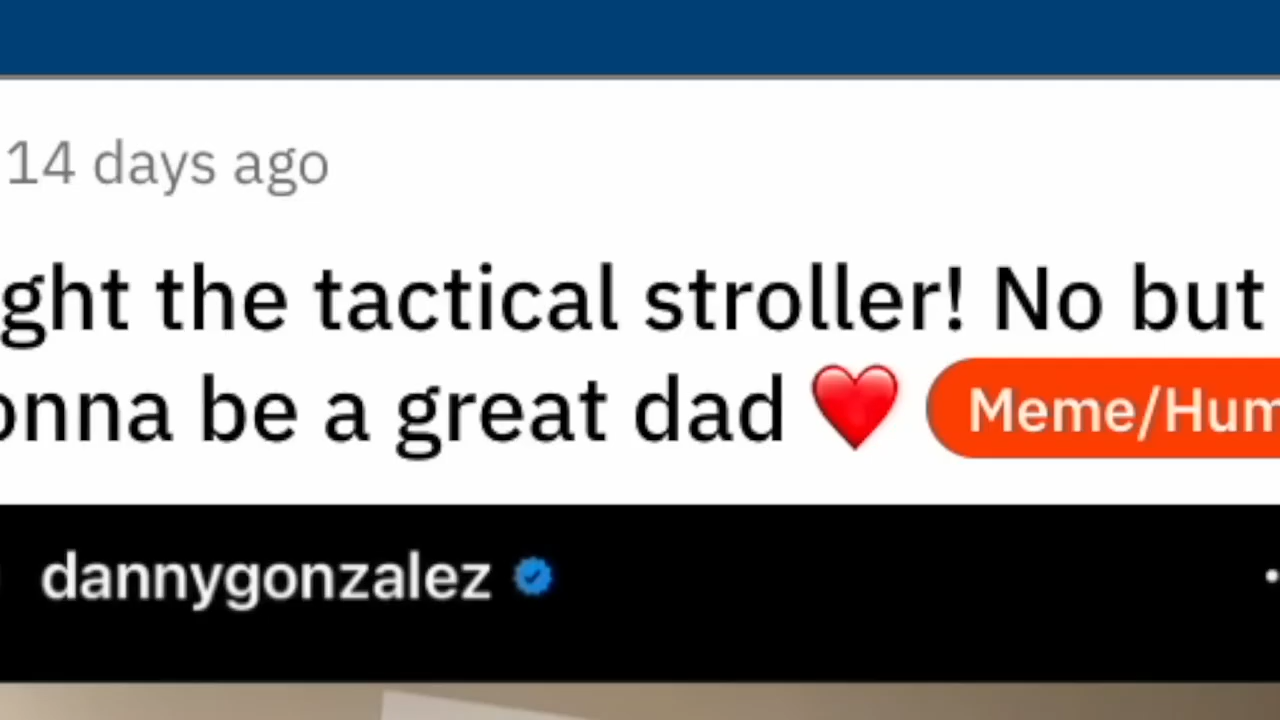 14 days ago
ght the tactical stroller! No but
onna be a great dad ❤️ Meme/Hum
dannygonzalez